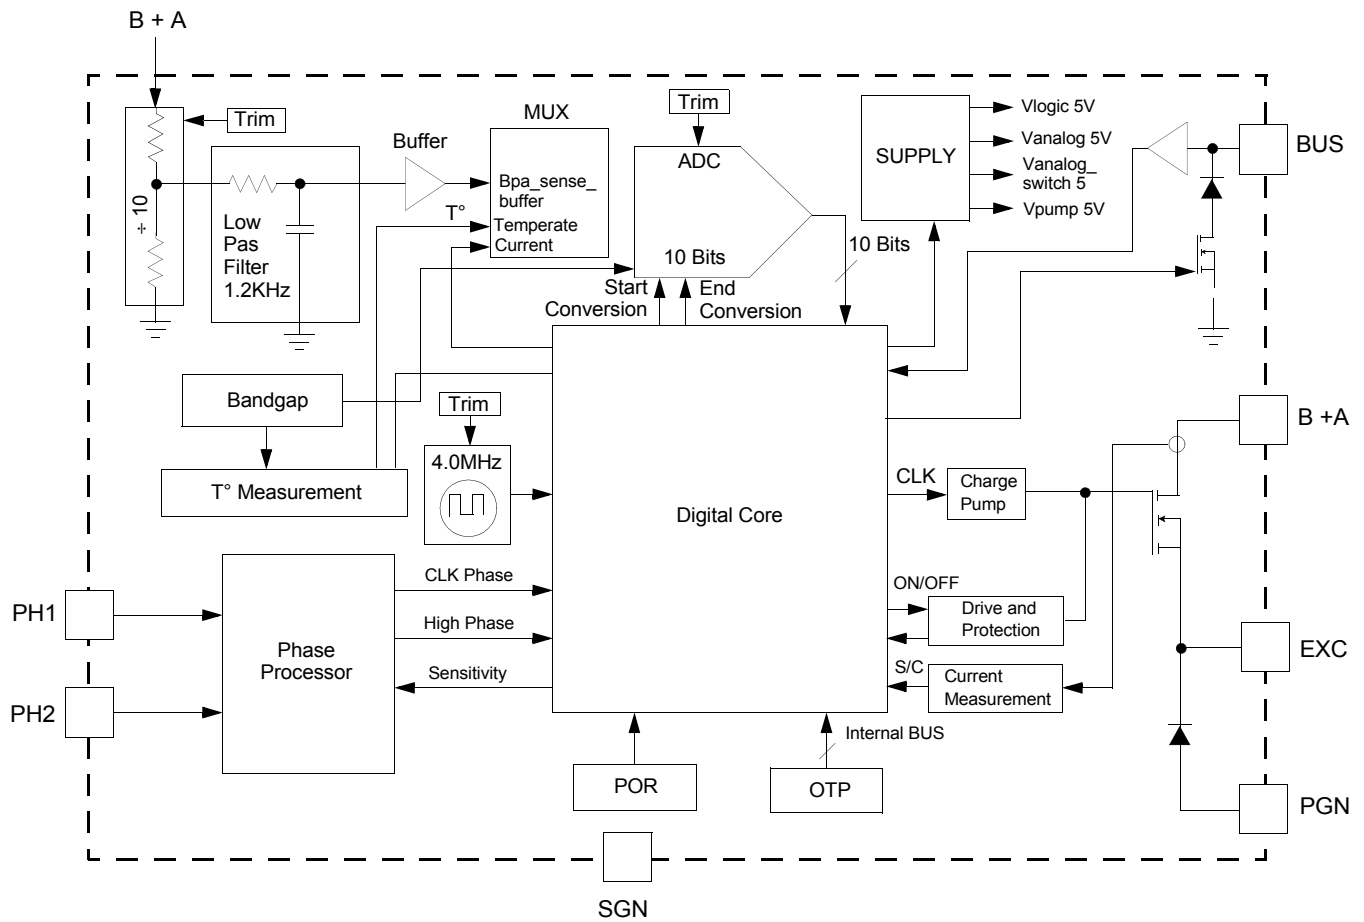 B + A
Trim
÷ 10
Low
Pas
Filter
1.2KHz
Buffer
T°
MUX
Bpa_sense_
buffer
Temperate
Current
Trim
ADC
10 Bits
10 Bits
Start
Conversion
End
Conversion
SUPPLY
Vlogic 5V
Vanalog 5V
Vanalog_
switch 5
Vpump 5V
BUS
Bandgap
T° Measurement
Trim
4.0MHz
Digital Core
CLK
Charge
Pump
B +A
ON/OFF
Drive and
Protection
S/C
Current
Measurement
EXC
PGN
PH1
PH2
Phase
Processor
CLK Phase
High Phase
Sensitivity
POR
Internal BUS
OTP
SGN